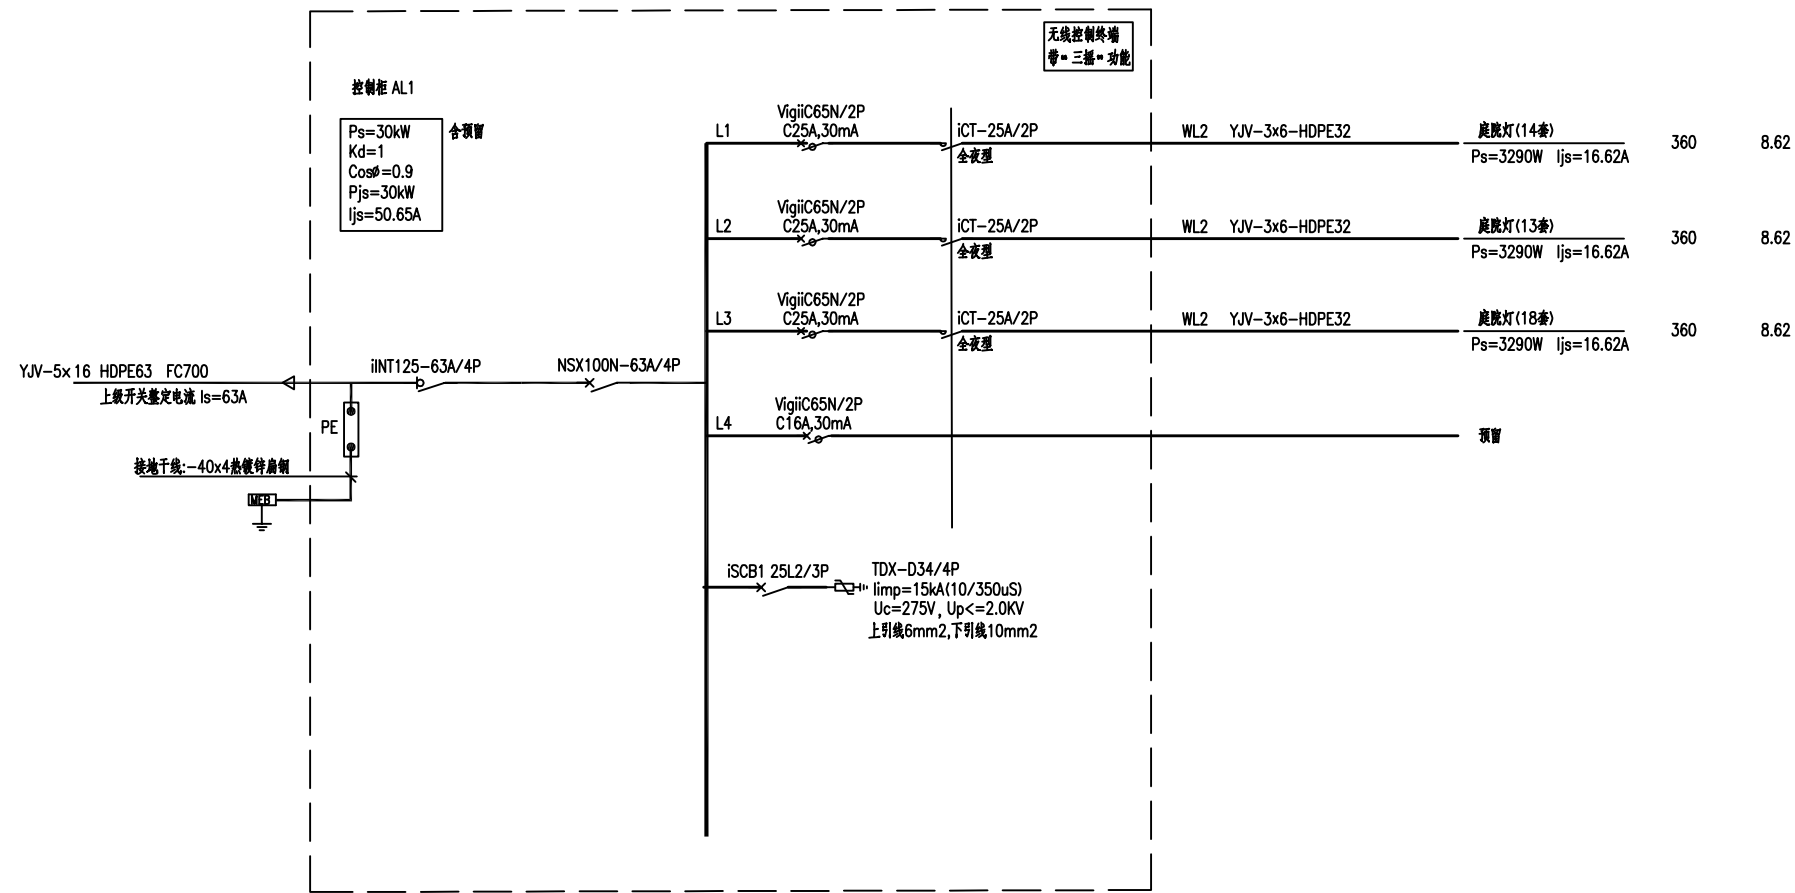 无线控制终端
带"三摇"功能
控制柜 AL1
Ps=30kW
Kd=1
CosØ=0.9
Pjs=30kW
Ijs=50.65A
含预留
L1
VigiiC65N/2P
C25A,30mA
iCT-25A/2P
全夜型
WL2 YJV-3x6-HDPE32
庭院灯(14套)
Ps=3290W Ijs=16.62A
360
8.62
L2
VigiiC65N/2P
C25A,30mA
iCT-25A/2P
全夜型
WL2 YJV-3x6-HDPE32
庭院灯(13套)
Ps=3290W Ijs=16.62A
360
8.62
L3
VigiiC65N/2P
C25A,30mA
iCT-25A/2P
全夜型
WL2 YJV-3x6-HDPE32
庭院灯(18套)
Ps=3290W Ijs=16.62A
360
8.62
YJV-5x16 HDPE63 FC700
上级开关整定电流 Is=63A
iINT125-63A/4P
NSX100N-63A/4P
PE
L4
VigiiC65N/2P
C16A,30mA
预留
接地干线:-40x4热镀锌扁钢
MEB
iSCB1 25L2/3P
TDX-D34/4P
Iimp=15kA(10/350uS)
Uc=275V, Up<=2.0KV
上引线6mm2,下引线10mm2